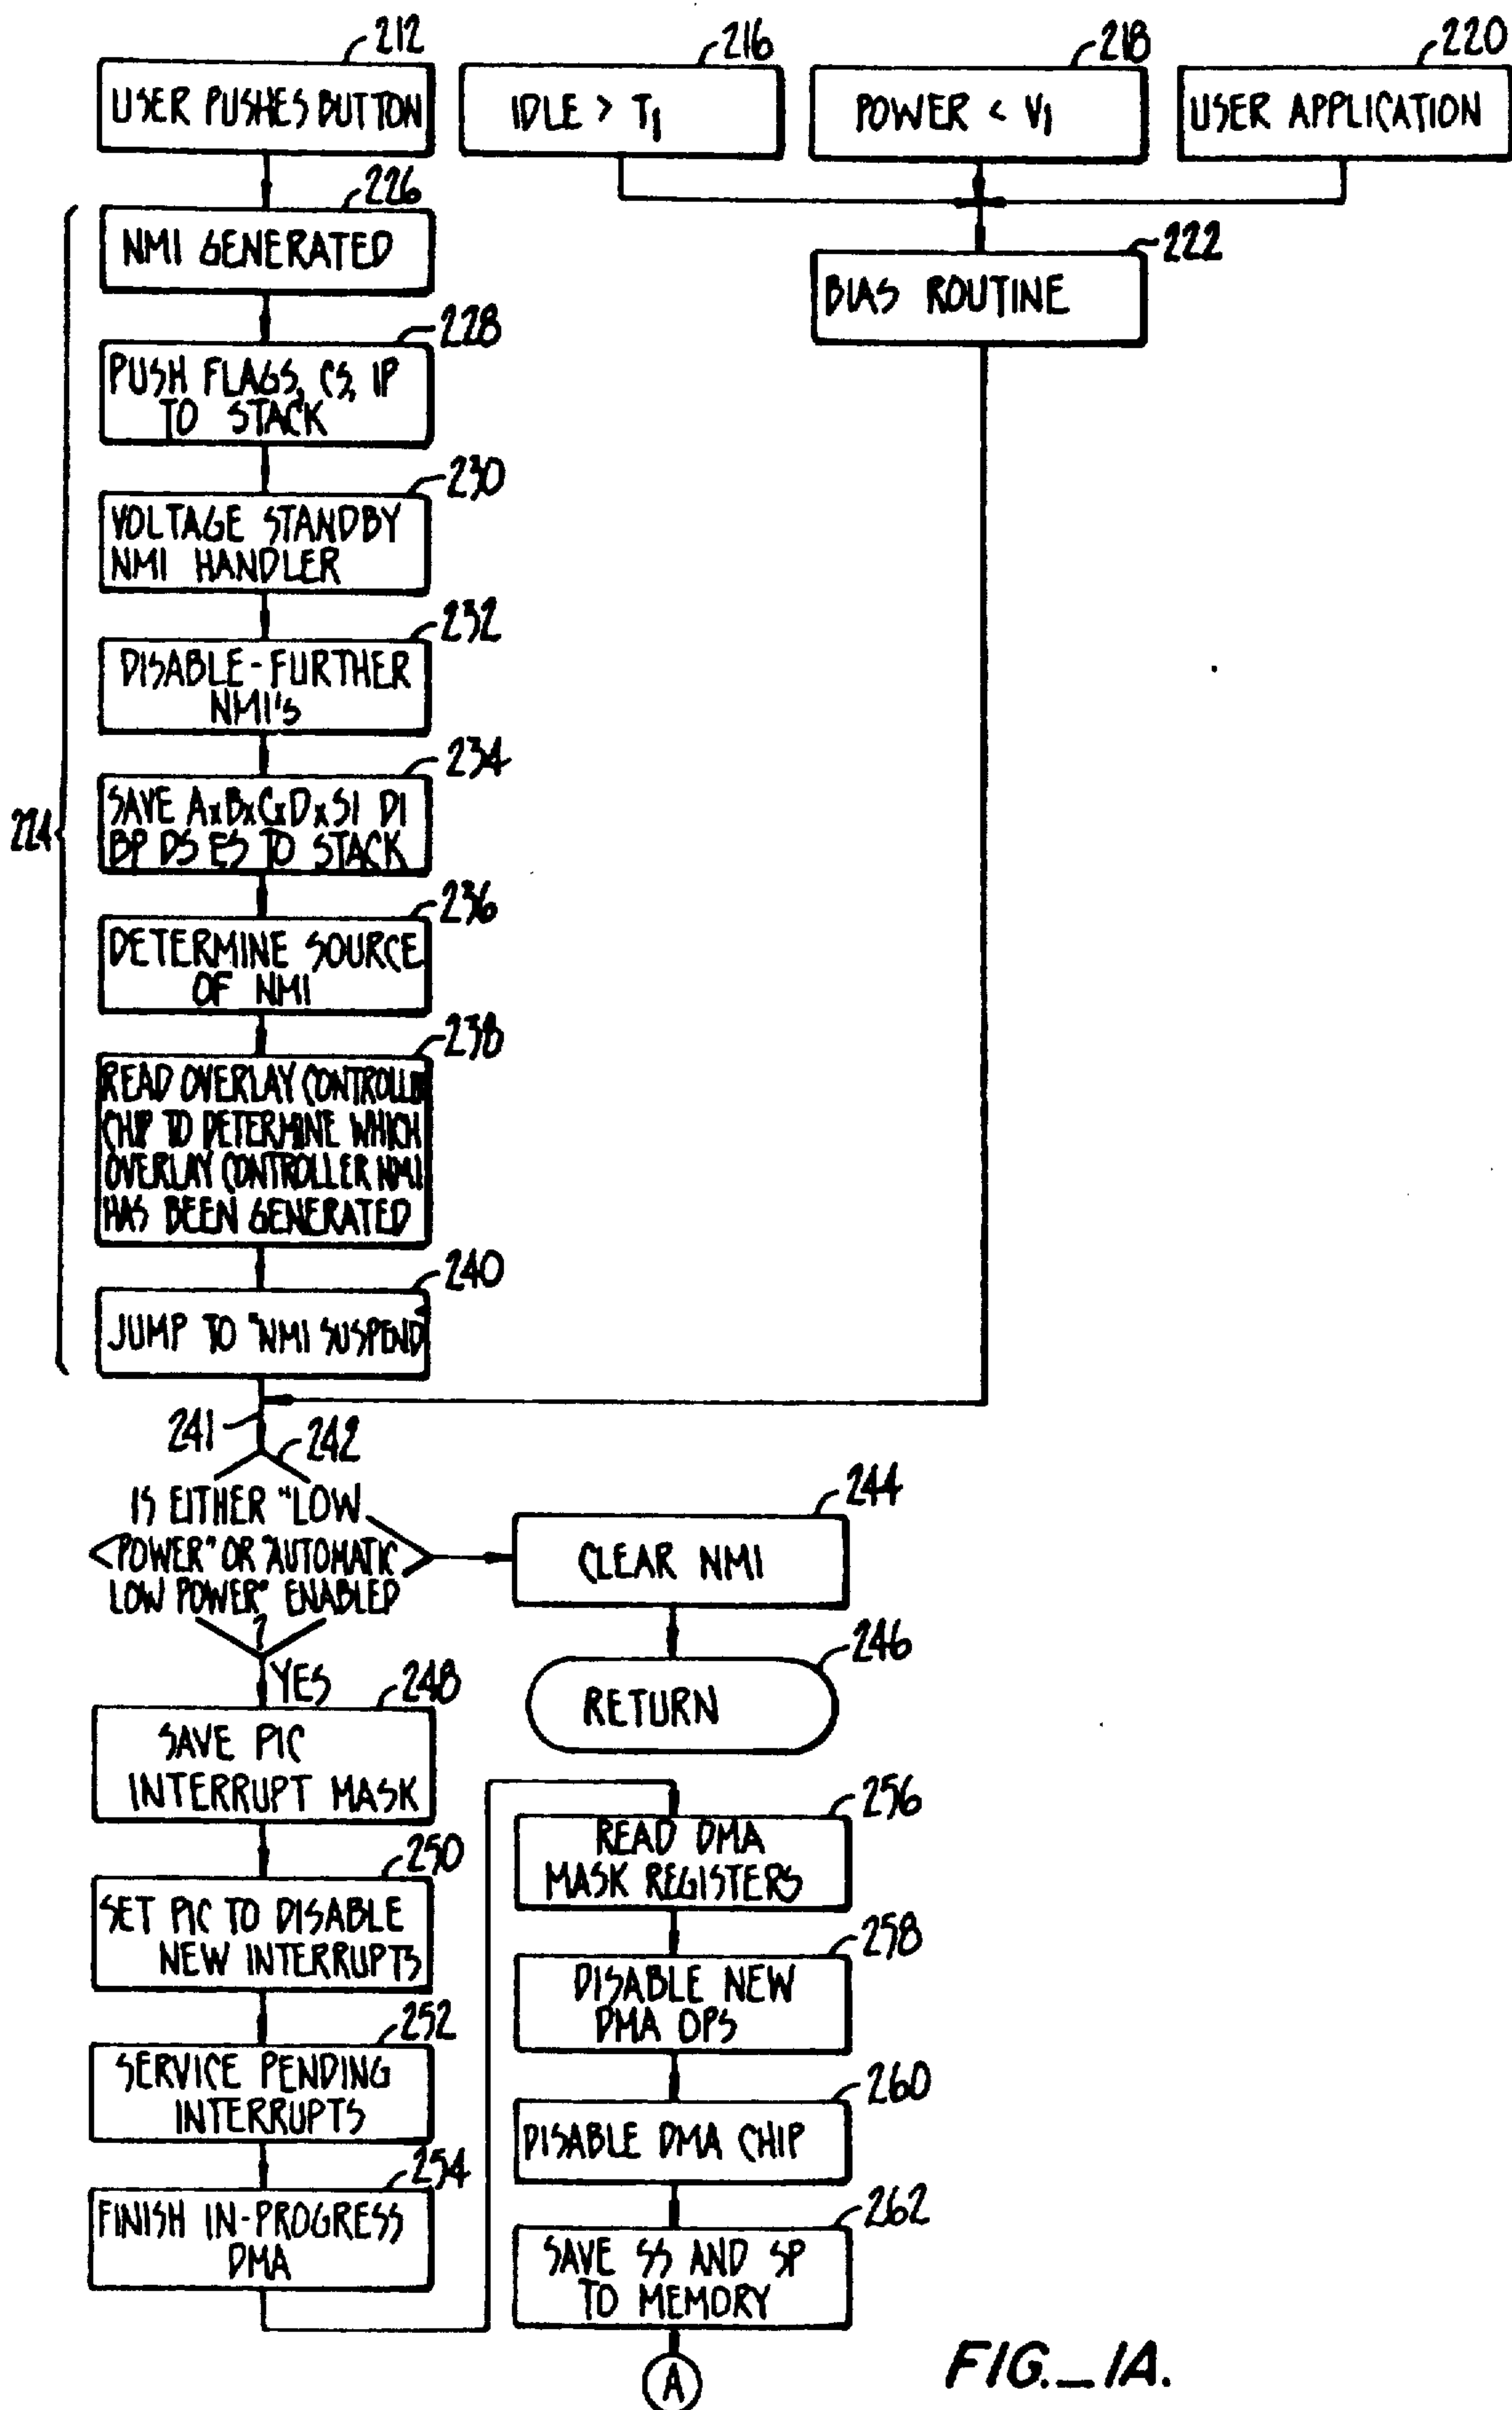 212
USER PUSHES BUTTON
216
IDLE > T1
218
POWER < V1
220
USER APPLICATION
226
NMI GENERATED
222
BIAS ROUTINE
228
PUSH FLAGS, CS, IP
TO STACK
230
VOLTAGE STANDBY
NMI HANDLER
232
DISABLE-FURTHER
NMI'S
224
234
SAVE AxBxCxDxSI DI
BP DS ES TO STACK
236
DETERMINE SOURCE
OF NMI
238
READ OVERLAY CONTROLLER
CHIP TO DETERMINE WHICH
OVERLAY CONTROLLER NMI
HAS BEEN GENERATED
240
JUMP TO "NMI SUSPEND"
241
242
IS EITHER "LOW
POWER" OR "AUTOMATIC
LOW POWER" ENABLED
?
244
CLEAR NMI
246
RETURN
YES
248
SAVE PIC
INTERRUPT MASK
250
SET PIC TO DISABLE
NEW INTERRUPTS
252
SERVICE PENDING
INTERRUPTS
254
FINISH IN-PROGRESS
DMA
256
READ DMA
MASK REGISTERS
258
DISABLE NEW
DMA OPS
260
DISABLE DMA CHIP
262
SAVE SS AND SP
TO MEMORY
A
FIG._1A.